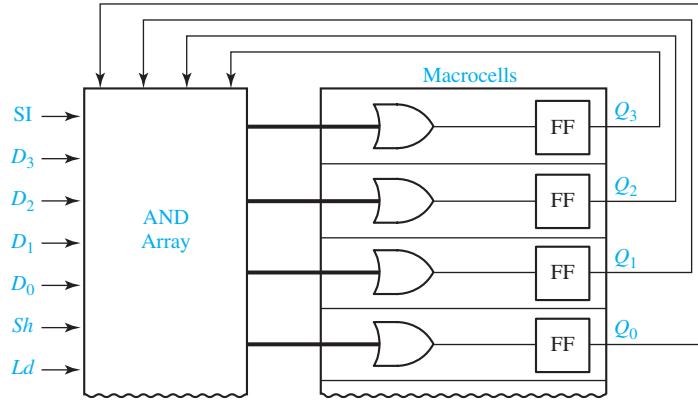 Macrocells
SI
D₃
D₂
D₁
D₀
Sh
Ld
AND
Array
FF
Q₃
FF
Q₂
FF
Q₁
FF
Q₀